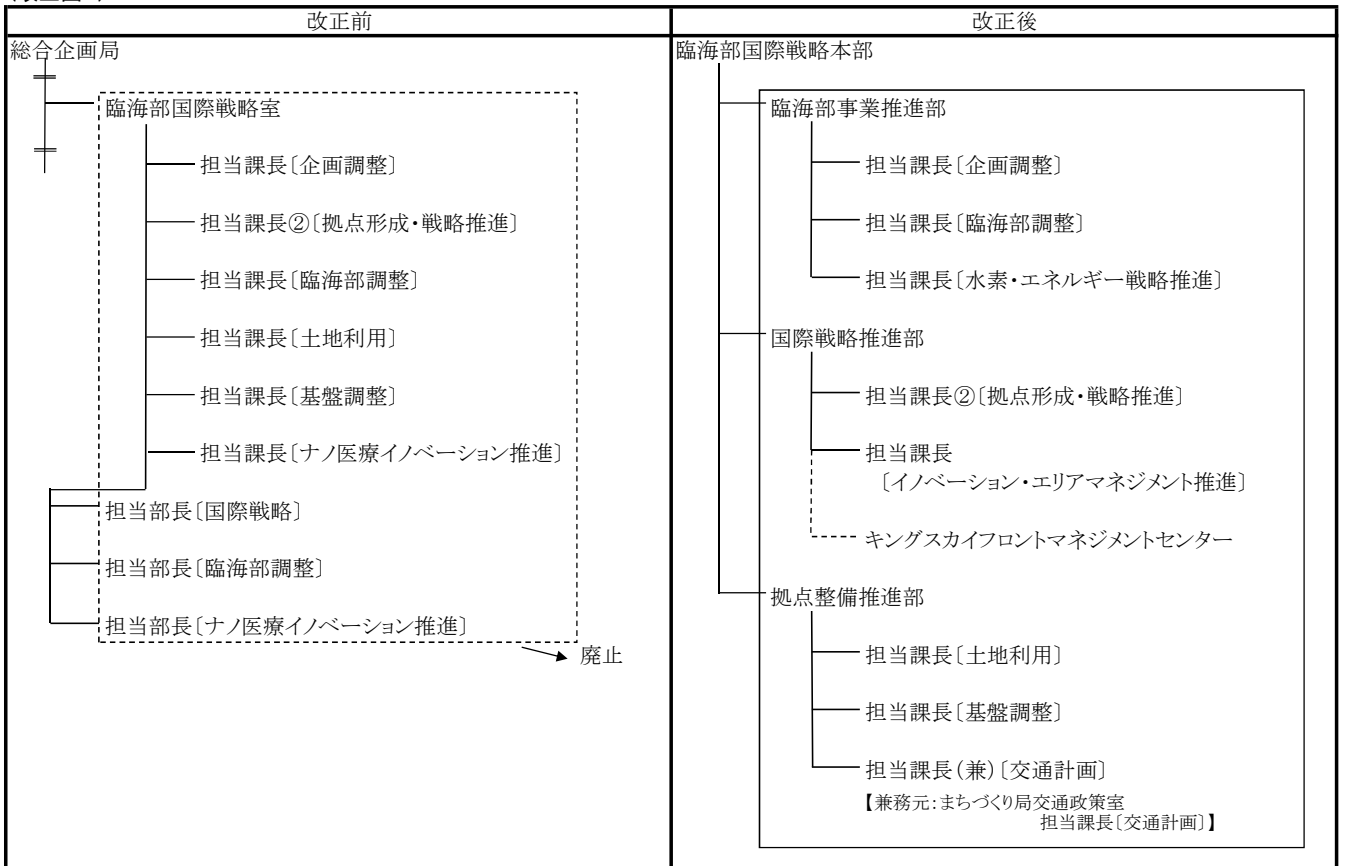 改正前
総合企画局
臨海部国際戦略室
担当課長〔企画調整〕
担当課長②〔拠点形成・戦略推進〕
担当課長〔臨海部調整〕
担当課長〔土地利用〕
担当課長〔基盤調整〕
担当課長〔ナノ医療イノベーション推進〕
担当部長〔国際戦略〕
担当部長〔臨海部調整〕
担当部長〔ナノ医療イノベーション推進〕
廃止
改正後
臨海部国際戦略本部
臨海部事業推進部
担当課長〔企画調整〕
担当課長〔臨海部調整〕
担当課長〔水素・エネルギー戦略推進〕
国際戦略推進部
担当課長②〔拠点形成・戦略推進〕
担当課長
〔イノベーション・エリアマネジメント推進〕
キングスカイフロントマネジメントセンター
拠点整備推進部
担当課長〔土地利用〕
担当課長〔基盤調整〕
担当課長(兼)〔交通計画〕
【兼務元:まちづくり局交通政策室
担当課長〔交通計画〕】